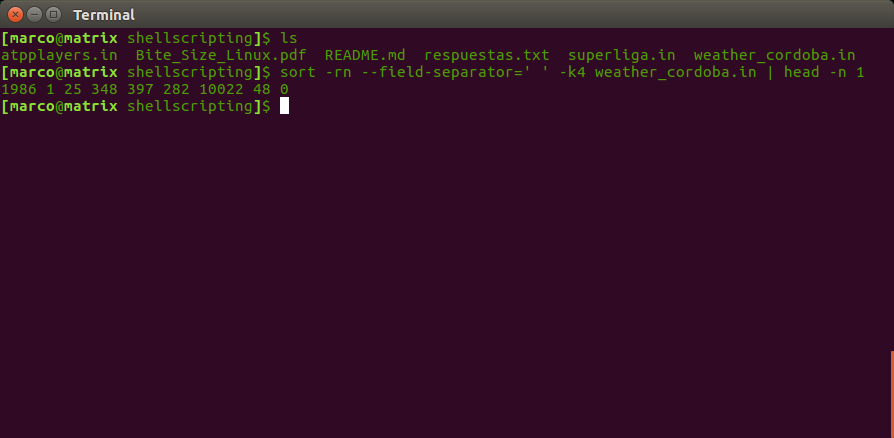 Terminal
[marco@matrix shellscripting]$ ls
atpplayers.in  Bite_Size_Linux.pdf  README.md  respuestas.txt  superliga.in  weather_cordoba.in
[marco@matrix shellscripting]$ sort -rn --field-separator=' ' -k4 weather_cordoba.in | head -n 1
1986 1 25 348 397 282 10022 48 0
[marco@matrix shellscripting]$